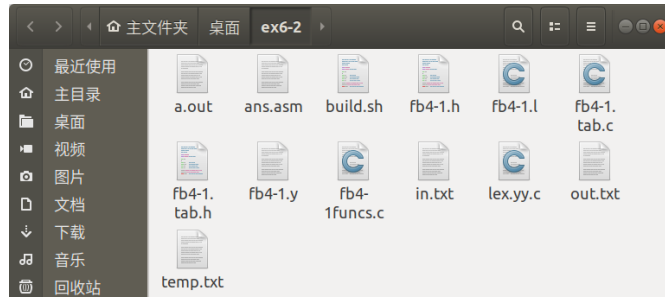 主文件夹 桌面 ex6-2
最近使用
主目录
桌面
视频
图片
文档
下载
音乐
回收站
a.out ans.asm build.sh fb4-1.h fb4-1.l fb4-1.
tab.c
fb4-1. fb4-1.y fb4- in.txt lex.yy.c out.txt
tab.h 1funcs.c
temp.txt